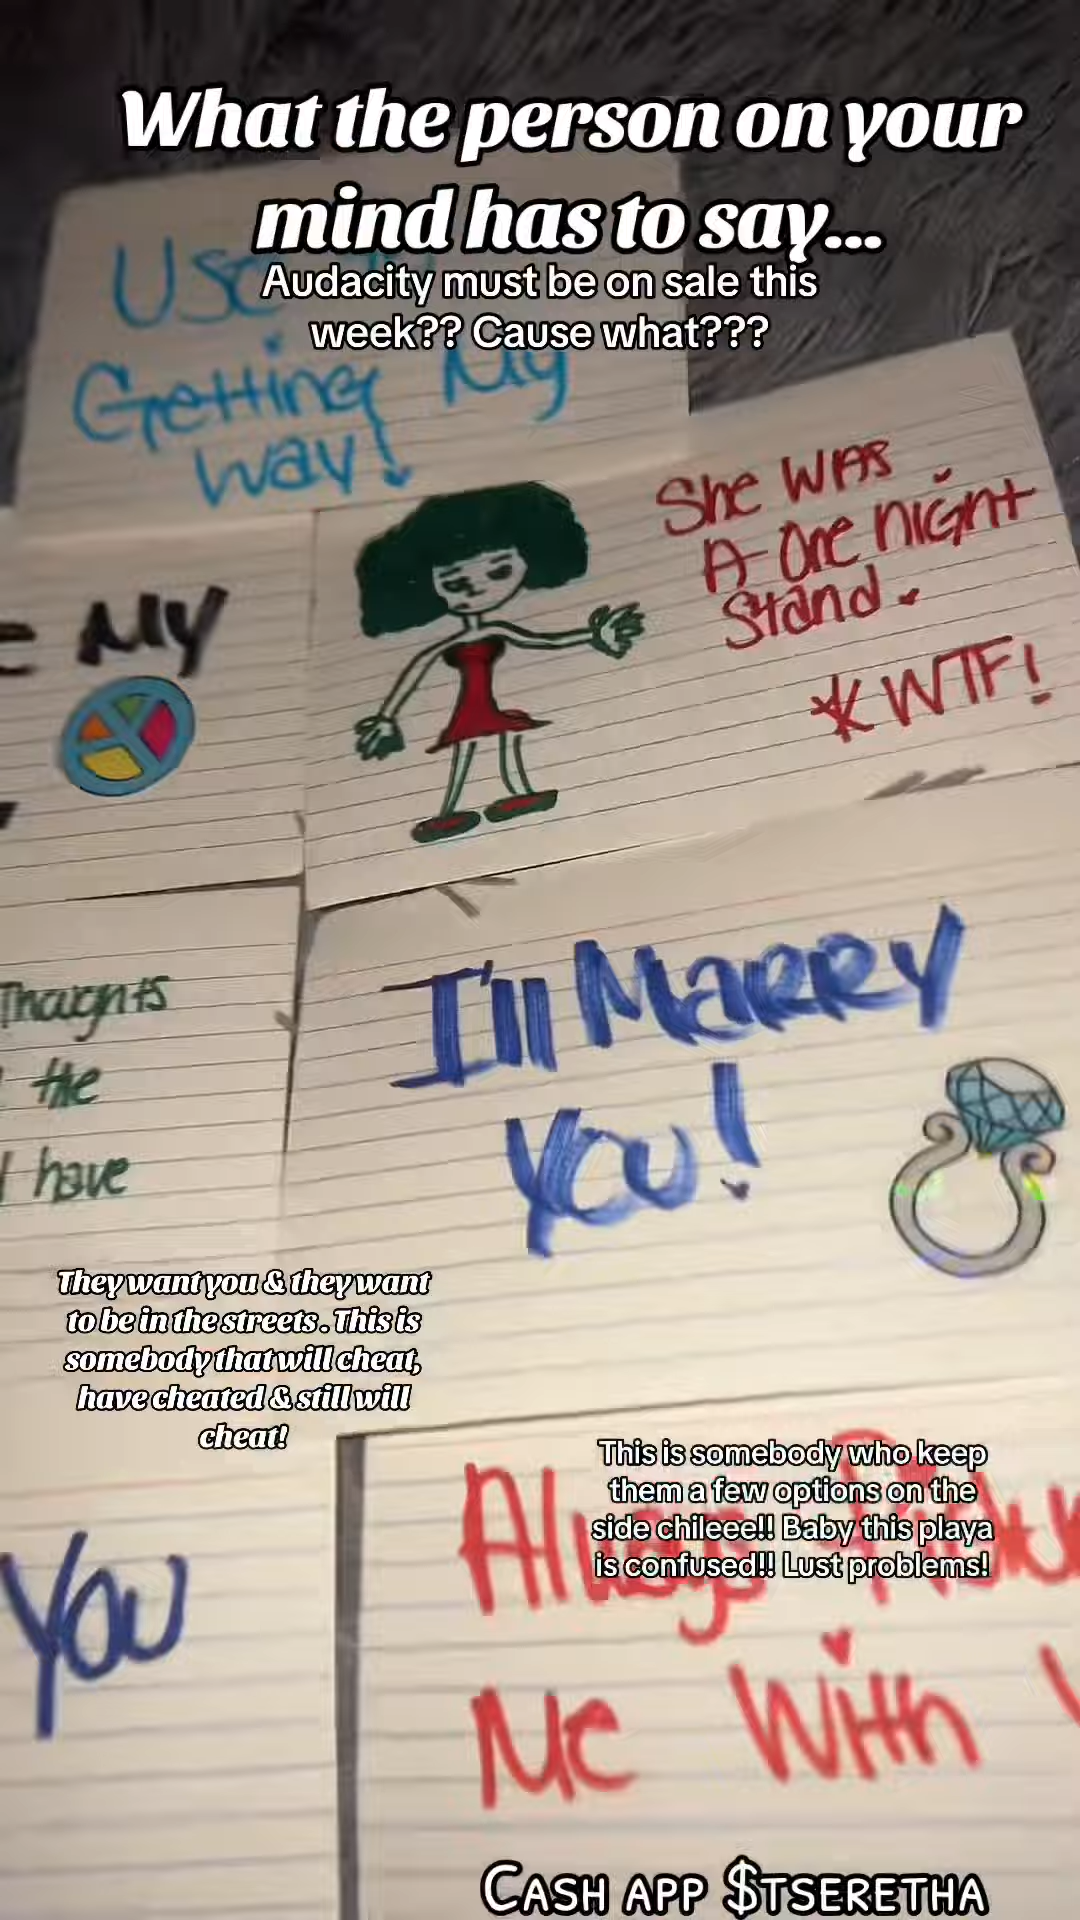 What the person on your
mind has to say...
Audacity must be on sale this
week?? Cause what???
Getting My
Way!
My
She WAS
A One Night
Stand.
* WTF!
Thoughts
the
I have
I'll Marry
You!
They want you & they want
to be in the streets . This is
somebody that will cheat,
have cheated & still will
cheat!
This is somebody who keep
them a few options on the
side chileee!! Baby this playa
is confused!! Lust problems!
You
Always
Me With
Cash app $tseretha